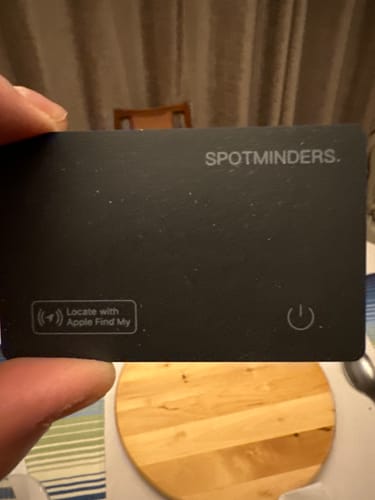 SPOTMINDERS.
Locate with
Apple Find My